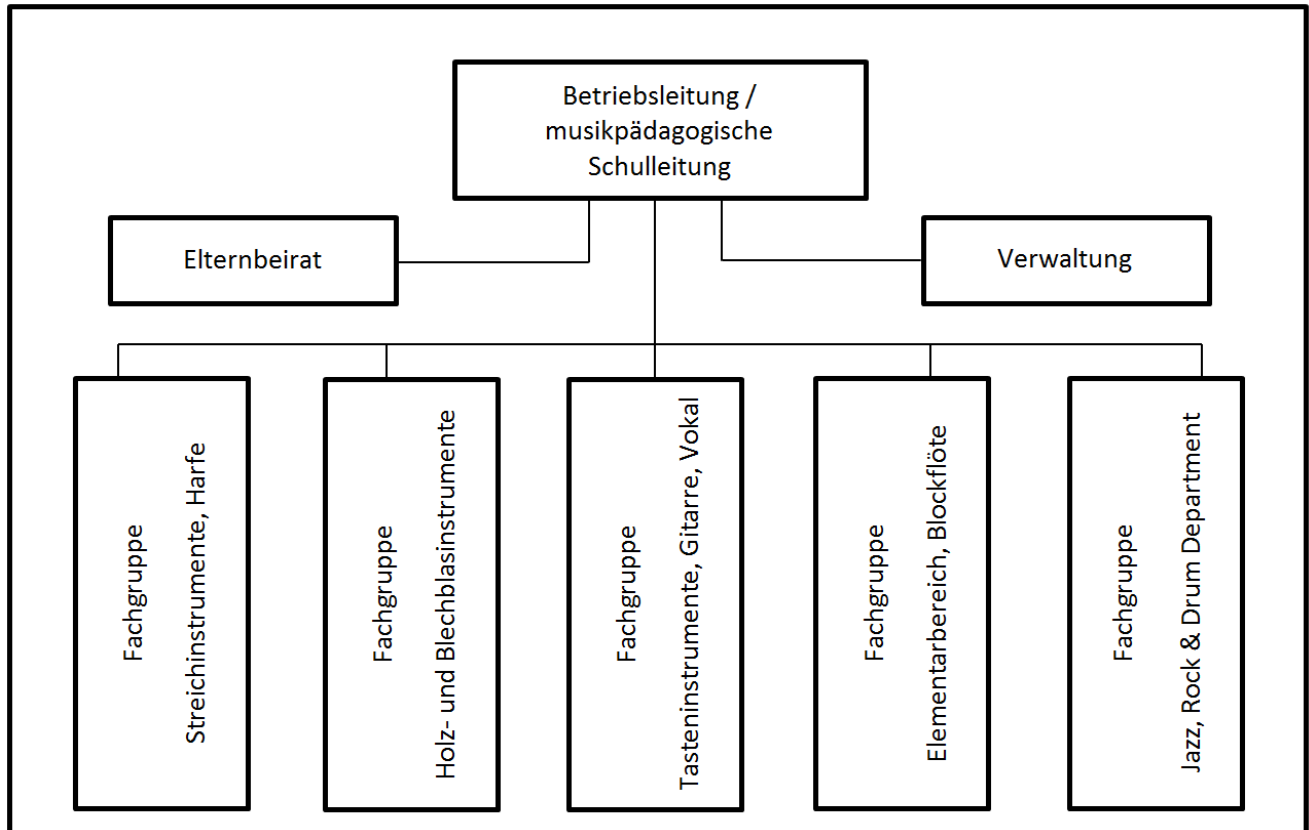 Betriebsleitung /
musikpädagogische
Schulleitung
Elternbeirat
Verwaltung
Fachgruppe
Streichinstrumente, Harfe
Fachgruppe
Holz- und Blechblasinstrumente
Fachgruppe
Tasteninstrumente, Gitarre, Vokal
Fachgruppe
Elementarbereich, Blockflöte
Fachgruppe
Jazz, Rock & Drum Department